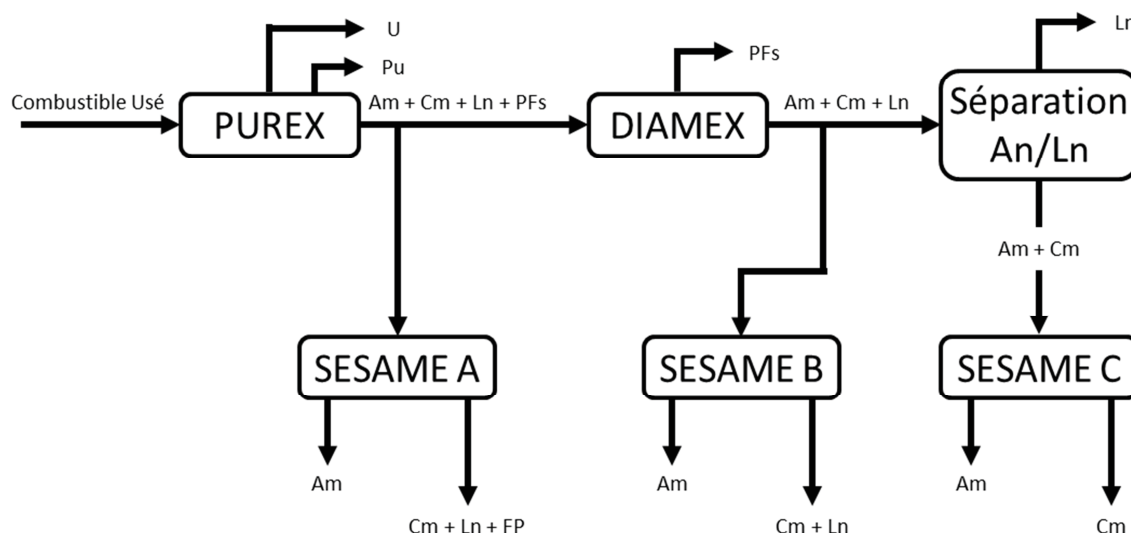 U
Pu
PFs
Ln
Combustible Usé
PUREX
Am + Cm + Ln + PFs
DIAMEX
Am + Cm + Ln
Séparation
An/Ln
Am + Cm
SESAME A
SESAME B
SESAME C
Am
Am
Am
Cm + Ln + FP
Cm + Ln
Cm